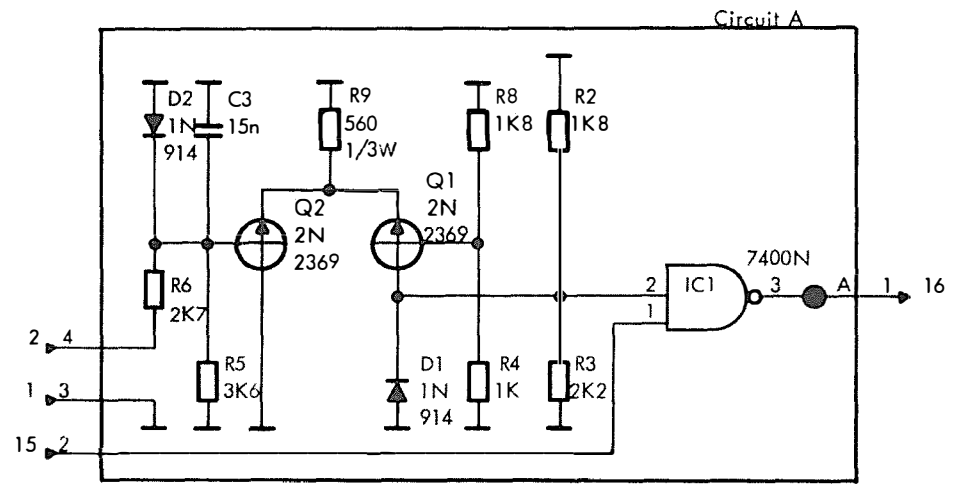 Circuit A
D2
1N
914
C3
15n
R9
560
1/3W
R8
1K8
R2
1K8
Q2
2N
2369
Q1
2N
2369
7400N
R6
2K7
2
1
IC1
3
A
1
16
2
4
R5
3K6
D1
1N
914
R4
1K
R3
2K2
1
3
15
2